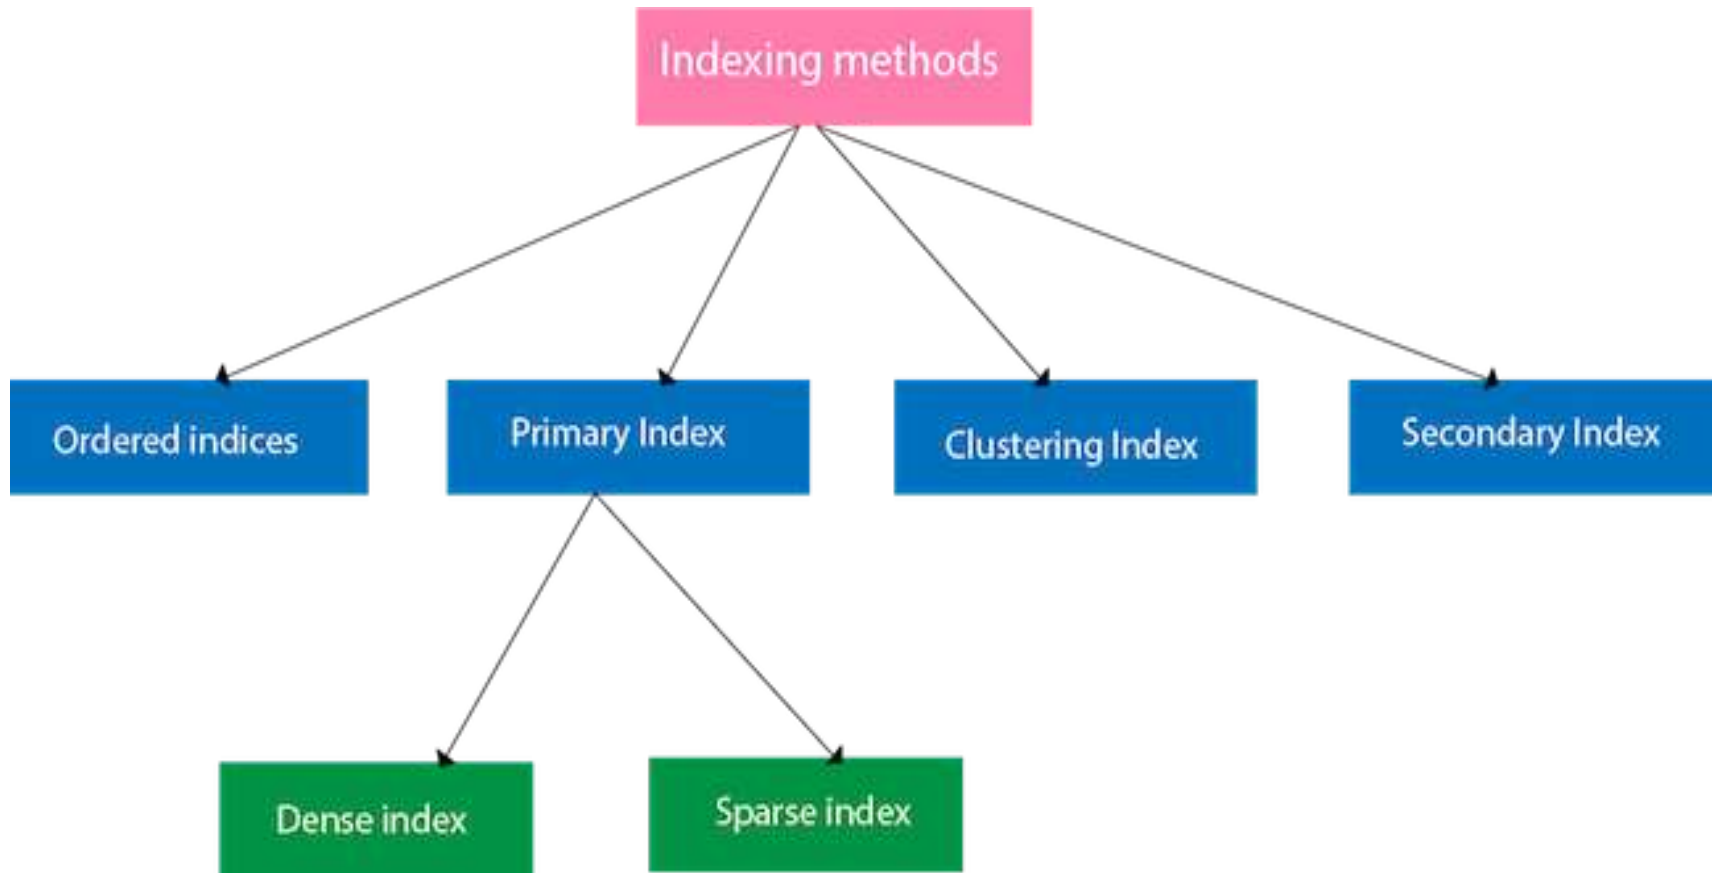 Indexing methods
Ordered indices
Primary Index
Clustering Index
Secondary Index
Dense index
Sparse index